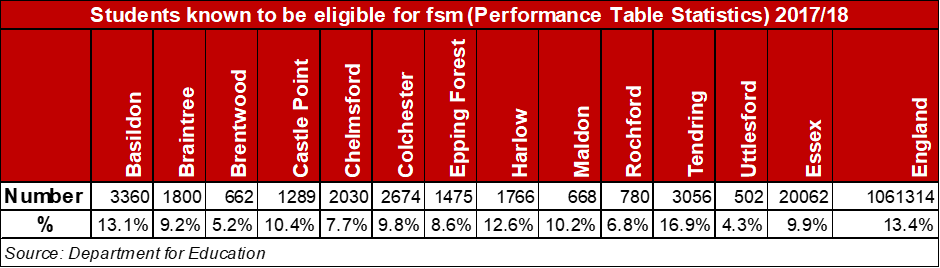 Students known to be eligible for fsm (Performance Table Statistics) 2017/18
Basildon Braintree Brentwood Castle Point Chelmsford Colchester Epping Forest Harlow Maldon Rochford Tendring Uttlesford Essex England
Number 3360 1800 662 1289 2030 2674 1475 1766 668 780 3056 502 20062 1061314
% 13.1% 9.2% 5.2% 10.4% 7.7% 9.8% 8.6% 12.6% 10.2% 6.8% 16.9% 4.3% 9.9% 13.4%
Source: Department for Education